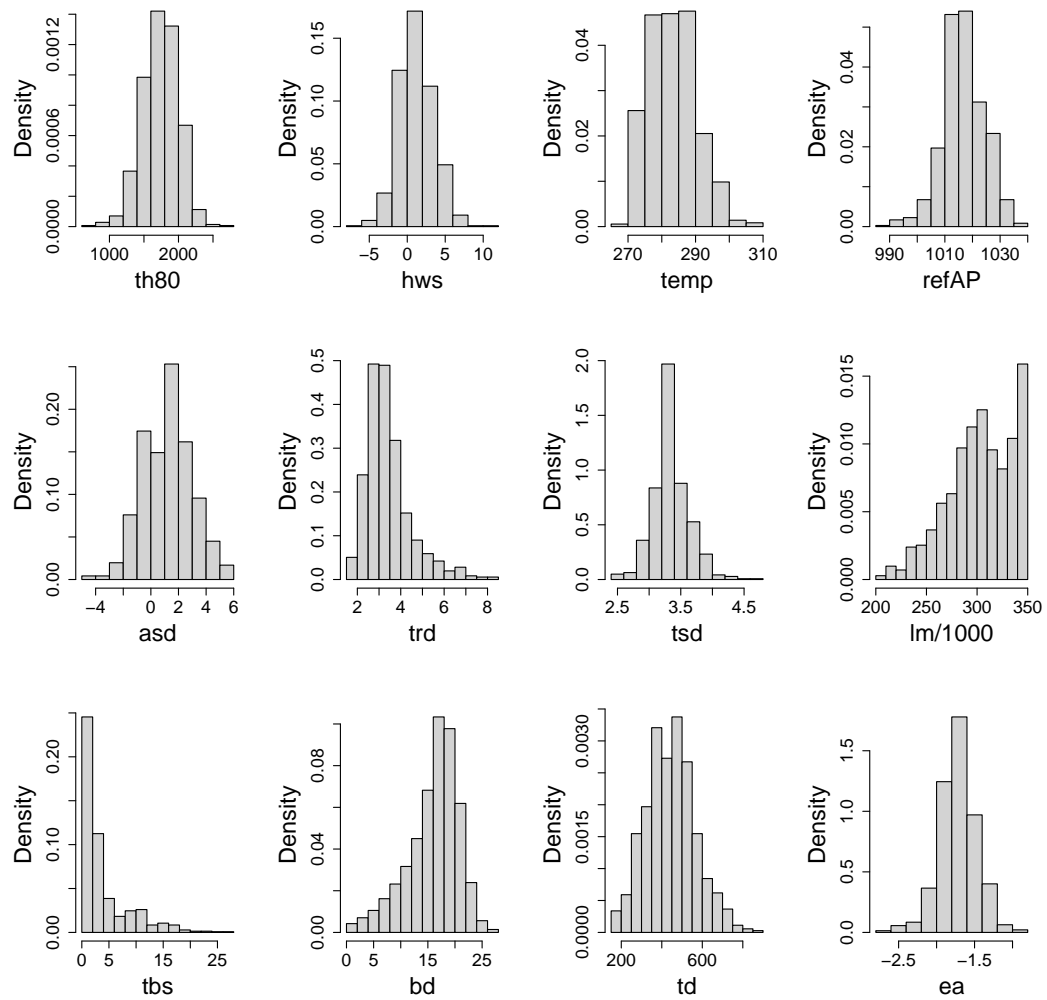 Density
0.0000 0.0006 0.0012
1000 2000
th80
Density
0.00 0.05 0.10 0.15
−5 0 5 10
hws
Density
0.00 0.02 0.04
270 290 310
temp
Density
0.00 0.02 0.04
990 1010 1030
refAP
Density
0.00 0.10 0.20
−4 0 2 4 6
asd
Density
0.0 0.1 0.2 0.3 0.4 0.5
2 4 6 8
trd
Density
0.0 0.5 1.0 1.5 2.0
2.5 3.5 4.5
tsd
Density
0.000 0.005 0.010 0.015
200 250 300 350
lm/1000
Density
0.00 0.10 0.20
0 5 15 25
tbs
Density
0.00 0.04 0.08
0 5 15 25
bd
Density
0.0000 0.0015 0.0030
200 600
td
Density
0.0 0.5 1.0 1.5
−2.5 −1.5
ea